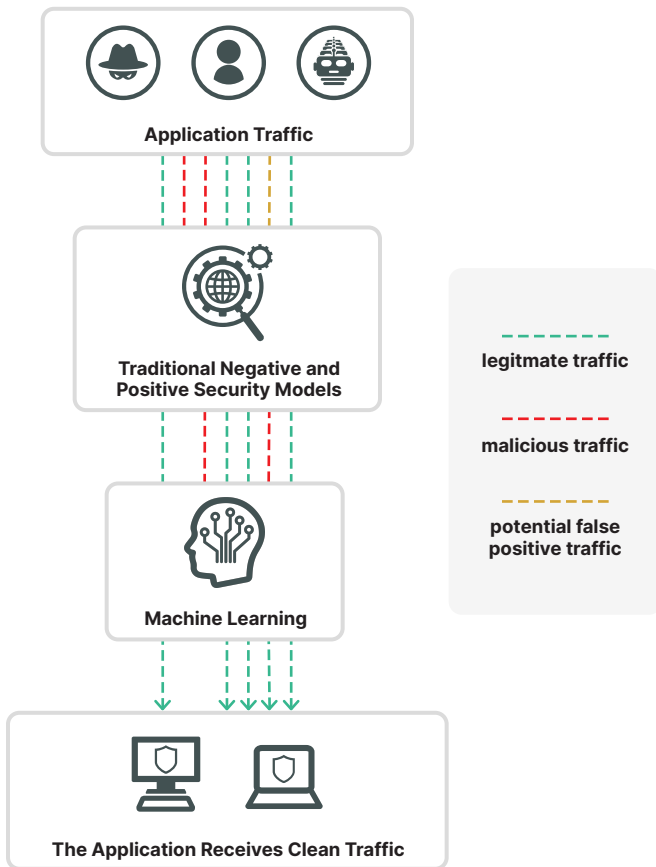 Application Traffic
Traditional Negative and
Positive Security Models
legitmate traffic
malicious traffic
potential false
positive traffic
Machine Learning
The Application Receives Clean Traffic